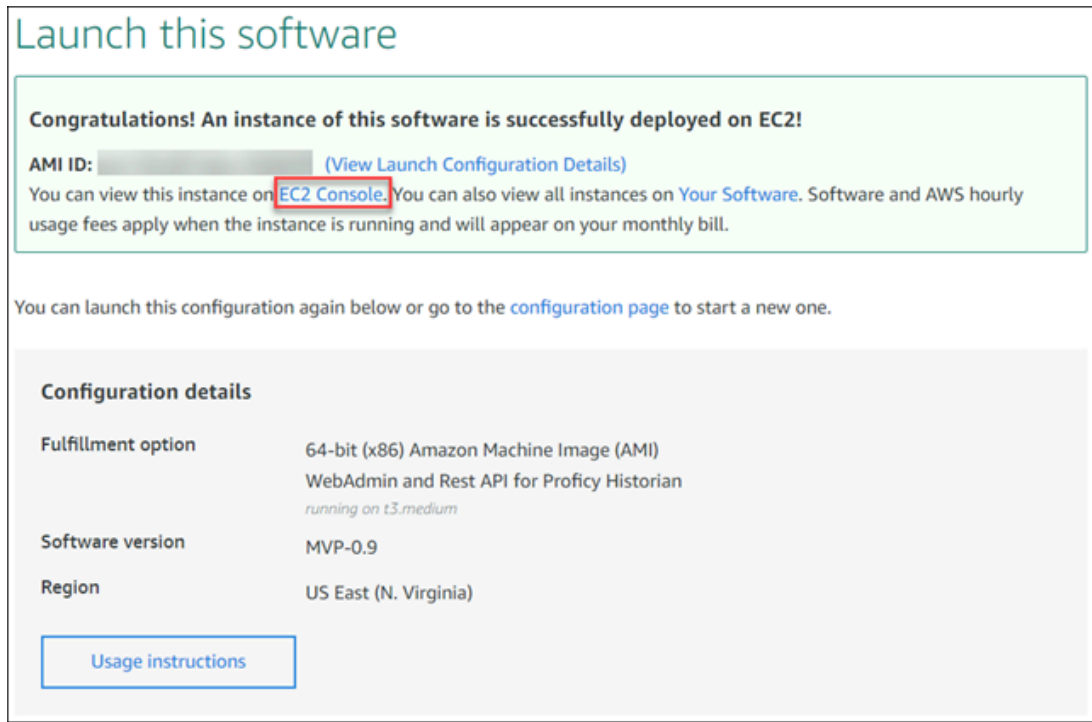 Launch this software
Congratulations! An instance of this software is successfully deployed on EC2!
AMI ID: (View Launch Configuration Details)
You can view this instance on EC2 Console. You can also view all instances on Your Software. Software and AWS hourly
usage fees apply when the instance is running and will appear on your monthly bill.
You can launch this configuration again below or go to the configuration page to start a new one.
Configuration details
Fulfillment option
64-bit (x86) Amazon Machine Image (AMI)
WebAdmin and Rest API for Proficy Historian
running on t3.medium
Software version MVP-0.9
Region US East (N. Virginia)
Usage instructions